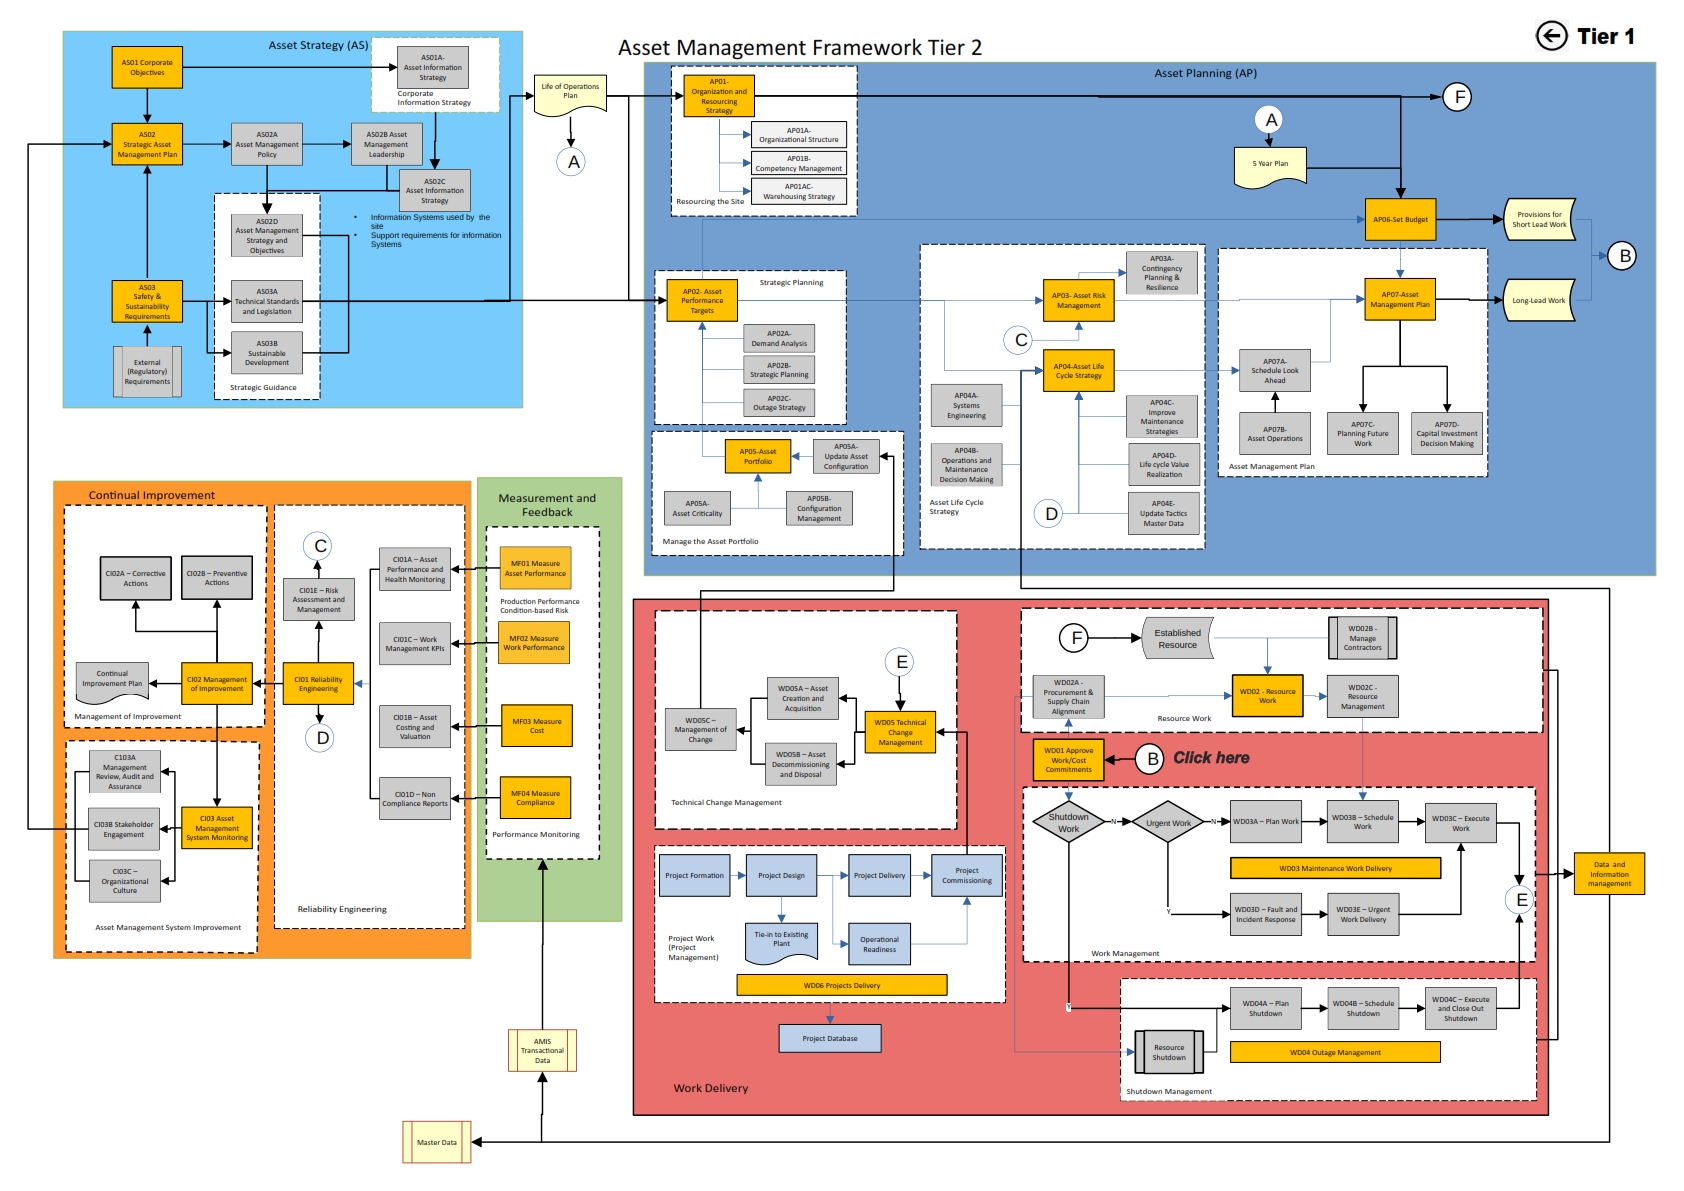 Asset Management Framework Tier 2
Tier 1
Asset Strategy (AS)
AS01 Corporate
Objectives
AS01A-
Asset Information
Strategy
Corporate
Information Strategy
AS02
Strategic Asset
Management Plan
AS02A
Asset Management
Policy
AS02B Asset
Management
Leadership
AS02C
Asset Information
Strategy
AS02D
Asset Management
Strategy and
Objectives
• Information Systems used by the
site
• Support requirements for information
Systems
AS03
Safety &
Sustainability
Requirements
AS03A
Technical Standards
and Legislation
AS03B
Sustainable
Development
External
(Regulatory)
Requirements
Strategic Guidance
Life of Operations
Plan
A
Asset Planning (AP)
AP01-
Organization and
Resourcing
Strategy
AP01A-
Organizational Structure
AP01B-
Competency Management
AP01AC-
Warehousing Strategy
Resourcing the Site
F
A
5 Year Plan
AP06-Set Budget
Provisions for
Short Lead Work
B
Long-Lead Work
Strategic Planning
AP02- Asset
Performance
Targets
AP02A-
Demand Analysis
AP02B-
Strategic Planning
AP02C-
Outage Strategy
AP03A-
Contingency
Planning &
Resilience
AP03- Asset Risk
Management
C
AP04-Asset Life
Cycle Strategy
AP04A-
Systems
Engineering
AP04B-
Operations and
Maintenance
Decision Making
AP04C-
Improve
Maintenance
Strategies
AP04D-
Life cycle Value
Realization
AP04E-
Update Tactics
Master Data
D
Asset Life Cycle
Strategy
AP07-Asset
Management Plan
AP07A-
Schedule Look
Ahead
AP07B-
Asset Operations
AP07C-
Planning Future
Work
AP07D-
Capital Investment
Decision Making
Asset Management Plan
AP05-Asset
Portfolio
AP05A-
Update Asset
Configuration
AP05A-
Asset Criticality
AP05B-
Configuration
Management
Manage the Asset Portfolio
Continual Improvement
CI02A – Corrective
Actions
CI02B – Preventive
Actions
Continual
Improvement Plan
CI02 Management
of Improvement
Management of Improvement
C
CI01E – Risk
Assessment and
Management
CI01 Reliability
Engineering
D
CI01A – Asset
Performance and
Health Monitoring
CI01C – Work
Management KPIs
CI01B – Asset
Costing and
Valuation
CI01D – Non
Compliance Reports
Reliability Engineering
C103A
Management
Review, Audit and
Assurance
CI03B Stakeholder
Engagement
CI03C –
Organizational
Culture
CI03 Asset
Management
System Monitoring
Asset Management System Improvement
Measurement and
Feedback
MF01 Measure
Asset Performance
Production Performance
Condition-based Risk
MF02 Measure
Work Performance
MF03 Measure
Cost
MF04 Measure
Compliance
Performance Monitoring
AMIS
Transactional
Data
Master Data
E
WD05A – Asset
Creation and
Acquisition
WD05C –
Management of
Change
WD05B – Asset
Decommissioning
and Disposal
WD05 Technical
Change
Management
Technical Change Management
Project Formation
Project Design
Project Delivery
Project
Commissioning
Tie-in to Existing
Plant
Operational
Readiness
Project Work
(Project
Management)
WD06 Projects Delivery
Project Database
Work Delivery
F
Established
Resource
WD02B -
Manage
Contractors
WD02A -
Procurement &
Supply Chain
Alignment
WD02 - Resource
Work
WD02C -
Resource
Management
Resource Work
WD01 Approve
Work/Cost
Commitments
B
Click here
Shutdown
Work
N
Urgent Work
N
WD03A – Plan Work
WD03B – Schedule
Work
WD03C – Execute
Work
WD03 Maintenance Work Delivery
Y
WD03D – Fault and
Incident Response
WD03E – Urgent
Work Delivery
E
Work Management
Y
WD04A – Plan
Shutdown
WD04B – Schedule
Shutdown
WD04C – Execute
and Close Out
Shutdown
Resource
Shutdown
WD04 Outage Management
Shutdown Management
Data and
Information
management